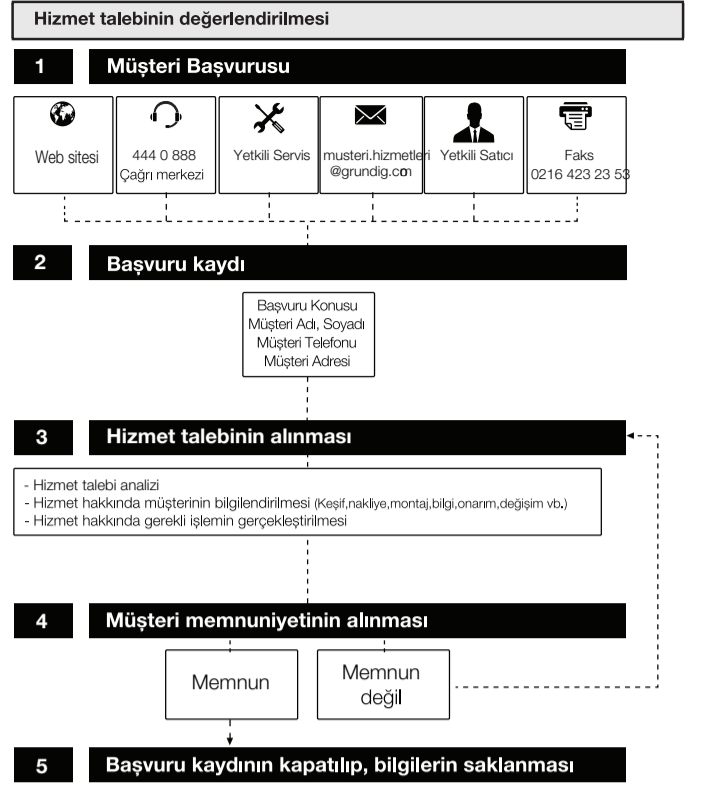 Hizmet talebinin değerlendirilmesi
1 Müşteri Başvurusu
Web sitesi
444 0 888
Çağrı merkezi
Yetkili Servis
musteri.hizmetleri
@grundig.com
Yetkili Satıcı
Faks
0216 423 23 53
2 Başvuru kaydı
Başvuru Konusu
Müşteri Adı, Soyadı
Müşteri Telefonu
Müşteri Adresi
3 Hizmet talebinin alınması
- Hizmet talebi analizi
- Hizmet hakkında müşterinin bilgilendirilmesi (Keşif,nakliye,montaj,bilgi,onarım,değişim vb.)
- Hizmet hakkında gerekli işlemin gerçekleştirilmesi
4 Müşteri memnuniyetinin alınması
Memnun
Memnun
değil
5 Başvuru kaydının kapatılıp, bilgilerin saklanması